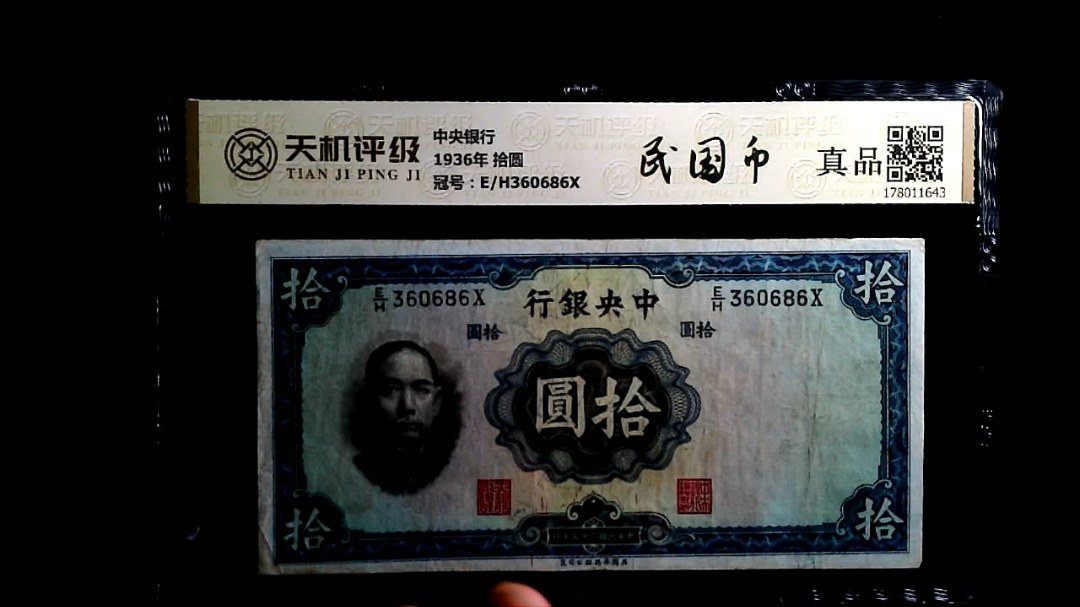 天机评级
TIAN JI PING JI
中央银行
1936年 拾圆
冠号：E/H360686X
民国币
真品
178011643
拾
拾
E/H 360686X
行銀央中
E/H 360686X
圓拾
圓拾
圓拾
拾
拾